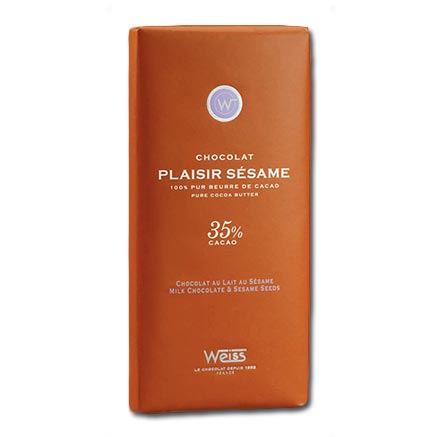 W
CHOCOLAT
PLAISIR SÉSAME
100% PUR BEURRE DE CACAO
PURE COCOA BUTTER
35%
CACAO
CHOCOLAT AU LAIT AU SÉSAME
MILK CHOCOLATE & SESAME SEEDS
Weiss
LE CHOCOLAT DEPUIS 1882
FRANCE